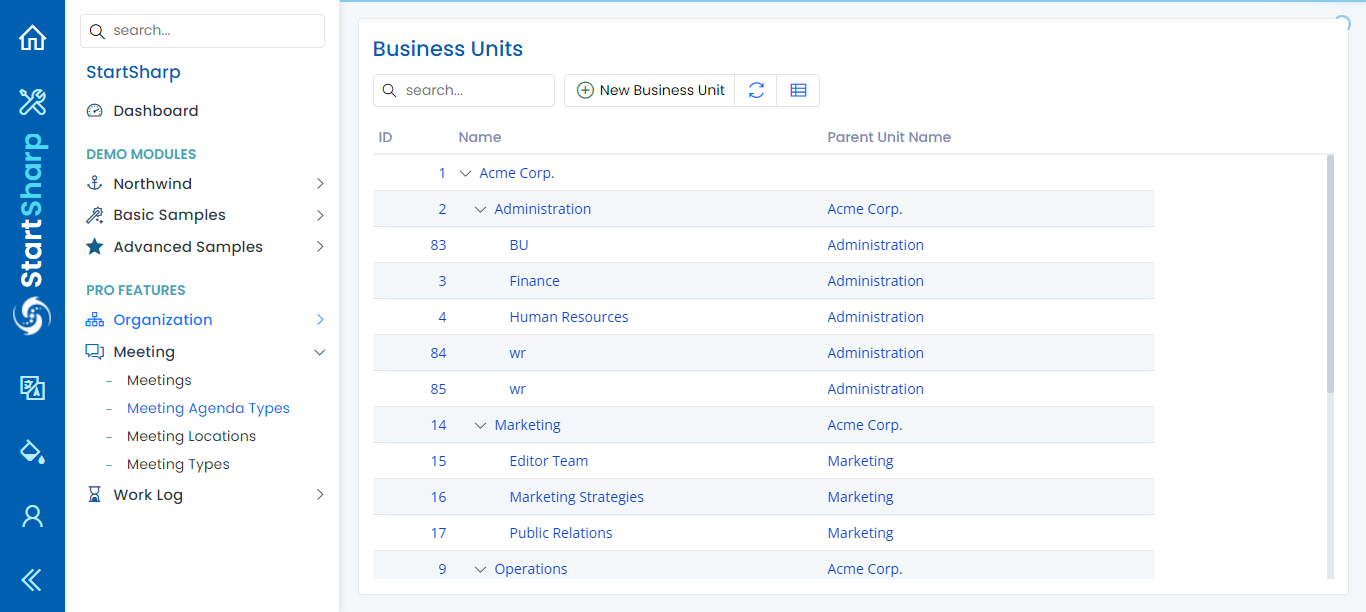 StartSharp
search...
StartSharp
Dashboard
DEMO MODULES
Northwind
Basic Samples
Advanced Samples
PRO FEATURES
Organization
Meeting
– Meetings
– Meeting Agenda Types
– Meeting Locations
– Meeting Types
Work Log
Business Units
search...
New Business Unit
ID Name Parent Unit Name
1 Acme Corp.
2 Administration Acme Corp.
83 BU Administration
3 Finance Administration
4 Human Resources Administration
84 wr Administration
85 wr Administration
14 Marketing Acme Corp.
15 Editor Team Marketing
16 Marketing Strategies Marketing
17 Public Relations Marketing
9 Operations Acme Corp.